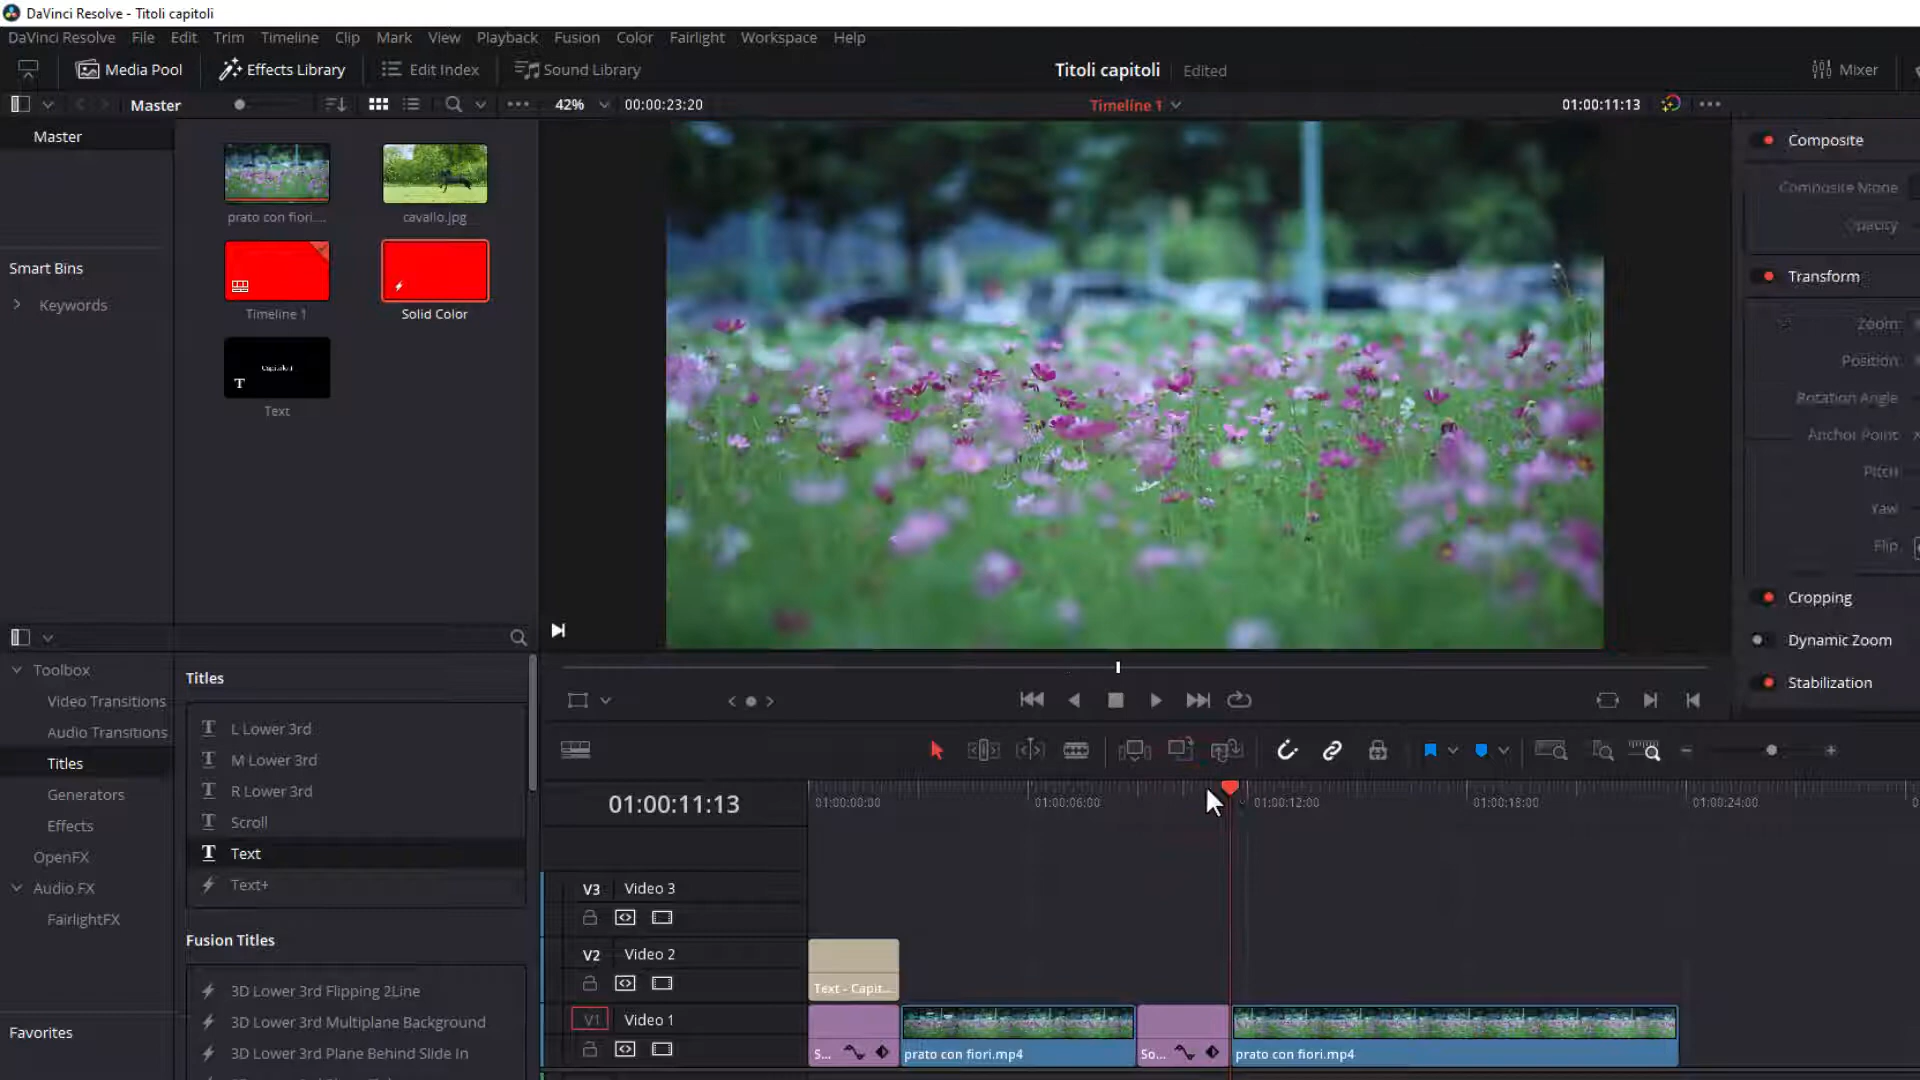 DaVinci Resolve - Titoli capitoli
DaVinci Resolve File Edit Trim Timeline Clip Mark View Playback Fusion Color Fairlight Workspace Help
Media Pool Effects Library Edit Index Sound Library Titoli capitoli Edited Mixer
Master 42% 00:00:23:20 Timeline 1 01:00:11:13
Master
Smart Bins
Keywords
prato con fiori....
cavallo.jpg
Timeline 1
Solid Color
Capitolo 1
Text
Composite
Composite Mode
Opacity
Transform
Zoom
Position
Rotation Angle
Anchor Point
Pitch
Yaw
Flip
Cropping
Dynamic Zoom
Stabilization
Toolbox
Video Transitions
Audio Transitions
Titles
Generators
Effects
OpenFX
Audio FX
FairlightFX
Favorites
Titles
L Lower 3rd
M Lower 3rd
R Lower 3rd
Scroll
Text
Text+
Fusion Titles
3D Lower 3rd Flipping 2Line
3D Lower 3rd Multiplane Background
3D Lower 3rd Plane Behind Slide In
01:00:11:13
01:00:00:00 01:00:06:00 01:00:12:00 01:00:18:00 01:00:24:00
V3 Video 3
V2 Video 2
Text - Capit...
V1 Video 1
S... prato con fiori.mp4 So... prato con fiori.mp4